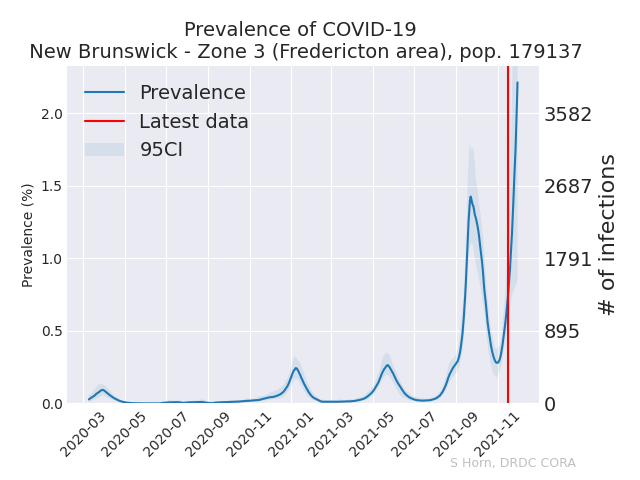 Prevalence of COVID-19
New Brunswick - Zone 3 (Fredericton area), pop. 179137
Prevalence
Latest data
95CI
Prevalence (%)
2.0
1.5
1.0
0.5
0.0
3582
2687
1791
895
0
# of infections
2020-03
2020-05
2020-07
2020-09
2020-11
2021-01
2021-03
2021-05
2021-07
2021-09
2021-11
S Horn, DRDC CORA